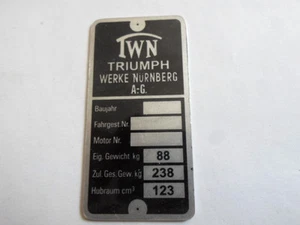 TWN
TRIUMPH
WERKE NÜRNBERG
A.G.
Baujahr
Fahrgest.Nr.
Motor Nr.
Eig. Gewicht kg 88
Zul. Ges. Gew. kg 238
Hubraum cm³ 123